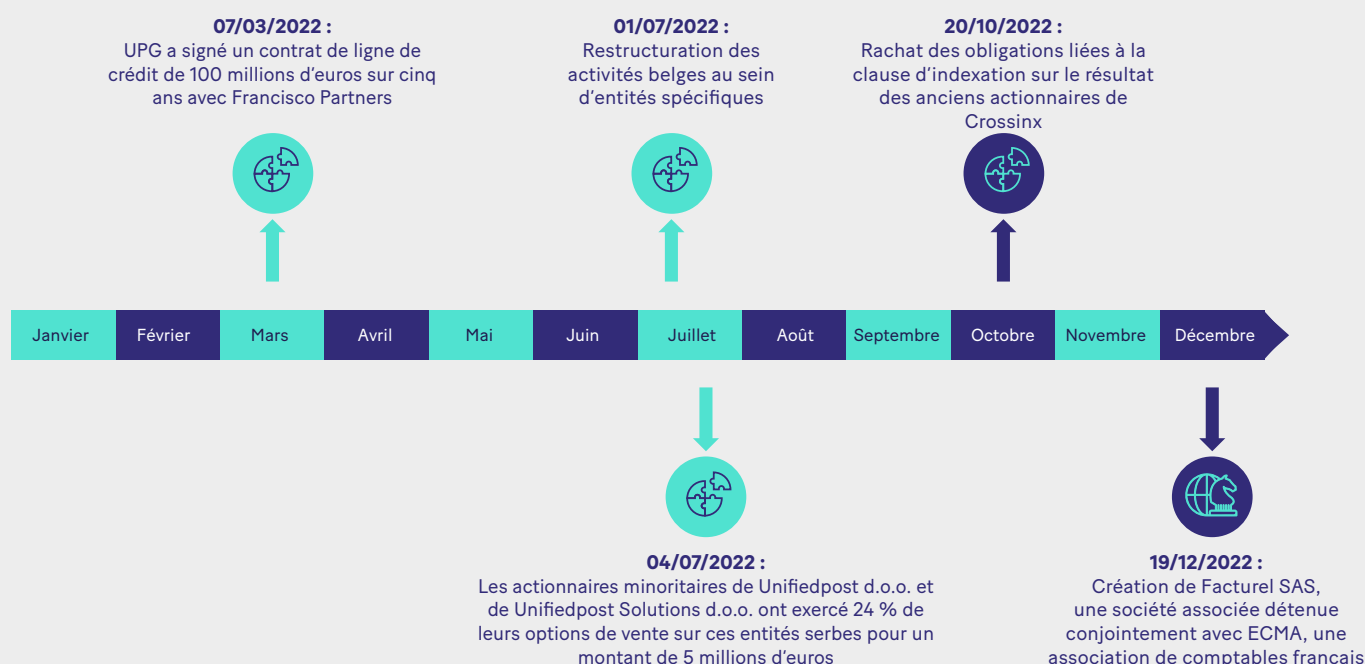 07/03/2022 :
UPG a signé un contrat de ligne de
crédit de 100 millions d'euros sur cinq
ans avec Francisco Partners
01/07/2022 :
Restructuration des
activités belges au sein
d'entités spécifiques
20/10/2022 :
Rachat des obligations liées à la
clause d'indexation sur le résultat
des anciens actionnaires de
Crossinx
Janvier
Février
Mars
Avril
Mai
Juin
Juillet
Août
Septembre
Octobre
Novembre
Décembre
04/07/2022 :
Les actionnaires minoritaires de Unifiedpost d.o.o. et
de Unifiedpost Solutions d.o.o. ont exercé 24 % de
leurs options de vente sur ces entités serbes pour un
montant de 5 millions d'euros
19/12/2022 :
Création de Facturel SAS,
une société associée détenue
conjointement avec ECMA, une
association de comptables français